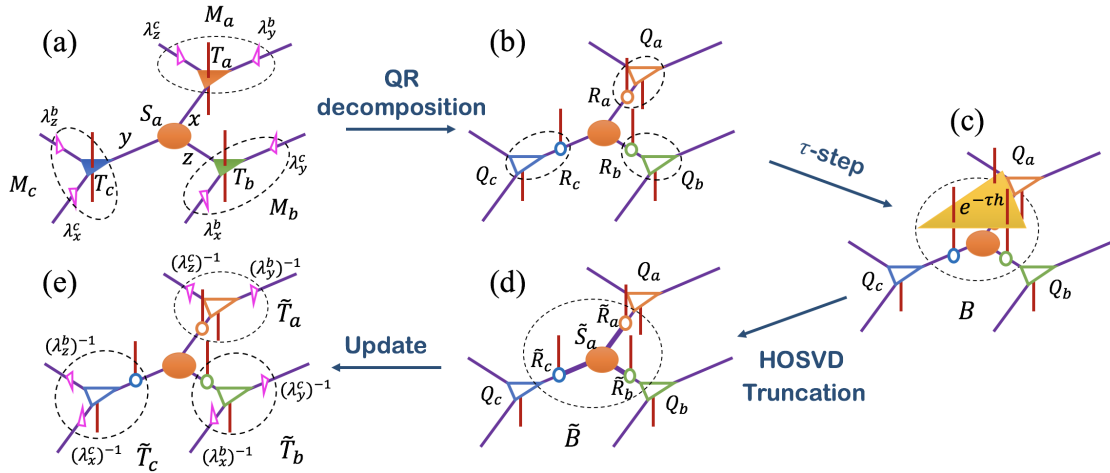 (a)
λ_z^c
M_a
λ_y^b
T_a
S_a
x
y
z
λ_z^b
M_c
T_c
λ_x^c
T_b
λ_y^c
M_b
λ_x^b
QR
decomposition
(b)
Q_a
R_a
Q_c
R_c
R_b
Q_b
τ-step
(c)
Q_a
e^{-τh}
Q_c
Q_b
B
HOSVD
Truncation
(d)
Q_a
R̃_a
S̃_a
R̃_c
R̃_b
Q_c
Q_b
B̃
Update
(e)
(λ_z^c)^{-1}
(λ_y^b)^{-1}
T̃_a
(λ_z^b)^{-1}
(λ_y^c)^{-1}
(λ_x^c)^{-1}
T̃_c
(λ_x^b)^{-1}
T̃_b